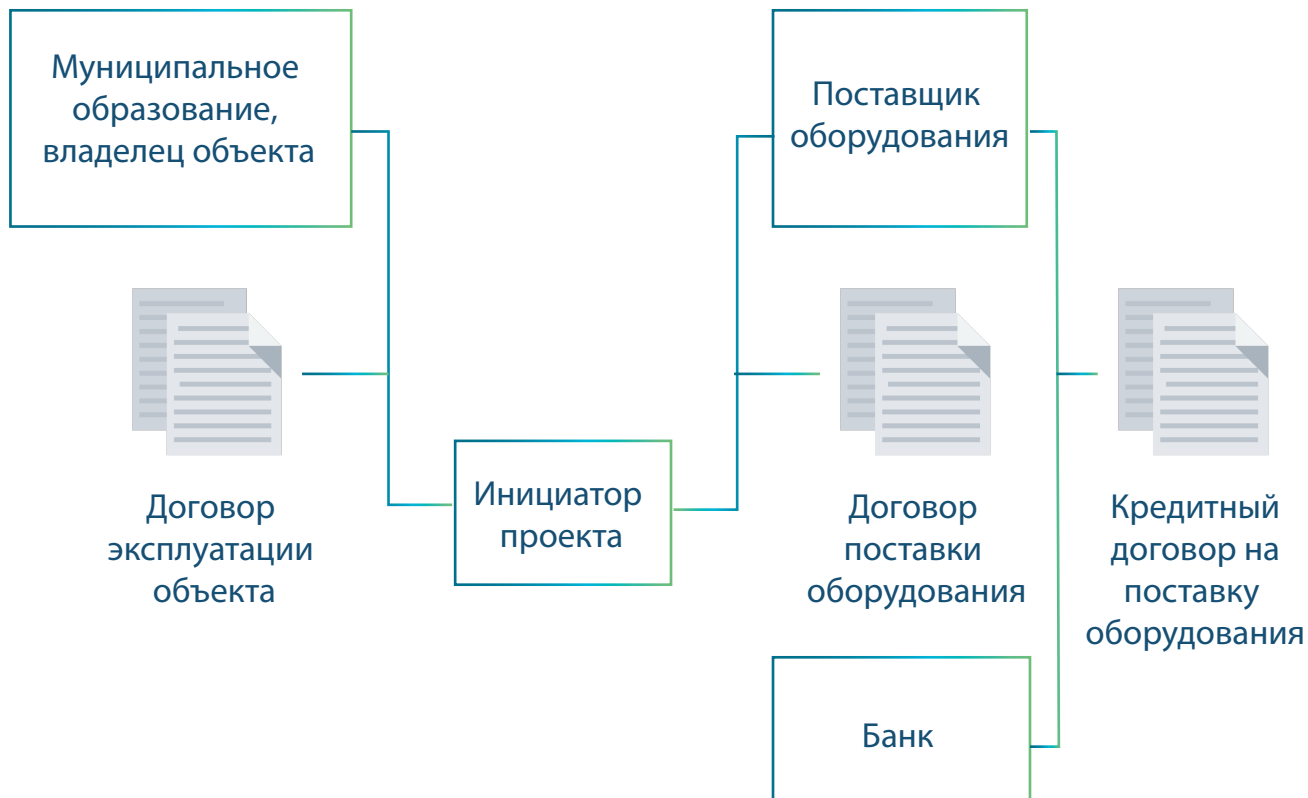 Муниципальное
образование,
владелец объекта
Поставщик
оборудования
Инициатор
проекта
Договор
эксплуатации
объекта
Договор
поставки
оборудования
Кредитный
договор на
поставку
оборудования
Банк